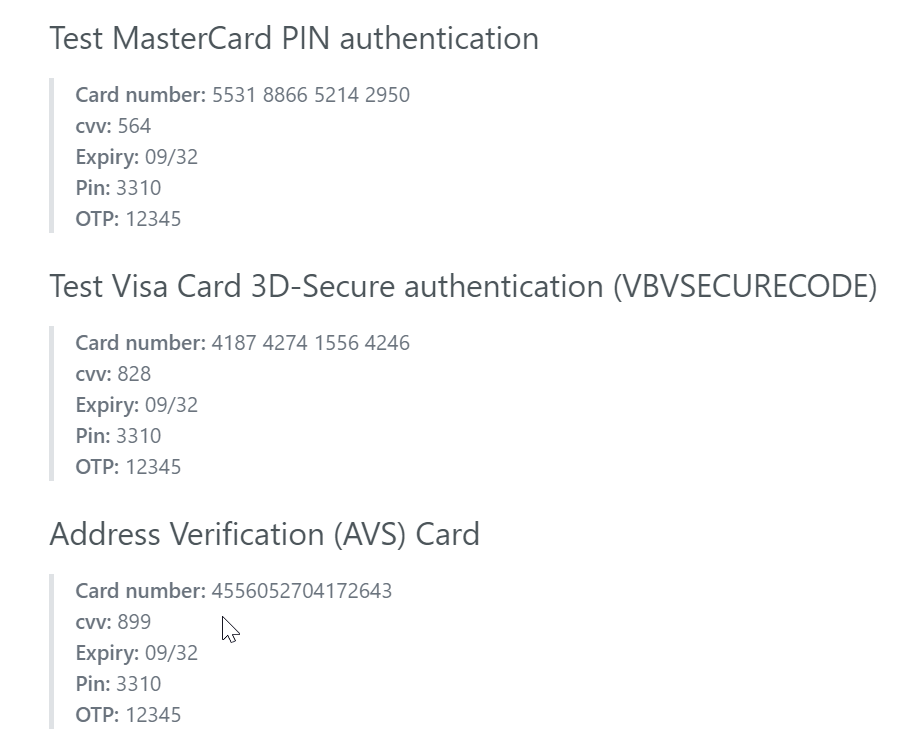 Test MasterCard PIN authentication
Card number: 5531 8866 5214 2950
cvv: 564
Expiry: 09/32
Pin: 3310
OTP: 12345
Test Visa Card 3D-Secure authentication (VBVSECURECODE)
Card number: 4187 4274 1556 4246
cvv: 828
Expiry: 09/32
Pin: 3310
OTP: 12345
Address Verification (AVS) Card
Card number: 4556052704172643
cvv: 899
Expiry: 09/32
Pin: 3310
OTP: 12345